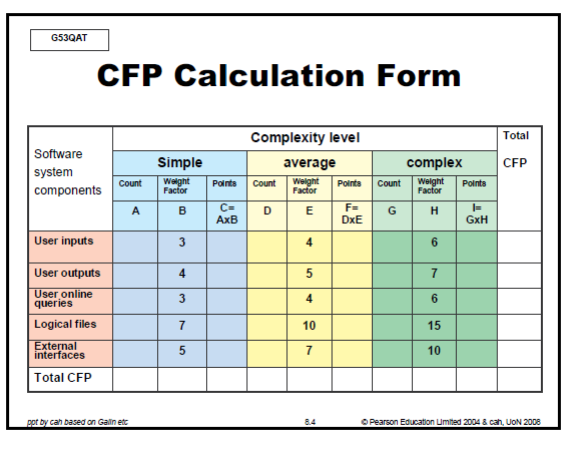 G53QAT
CFP Calculation Form
Software system components
Complexity level
Total CFP
Simple average complex
Count Weight Factor Points Count Weight Factor Points Count Weight Factor Points
A B C= AxB D E F= DxE G H I= GxH
User inputs 3 4 6
User outputs 4 5 7
User online queries 3 4 6
Logical files 7 10 15
External interfaces 5 7 10
Total CFP
ppt by cah based on Galin etc 8.4 © Pearson Education Limited 2004 & cah, UoN 2008